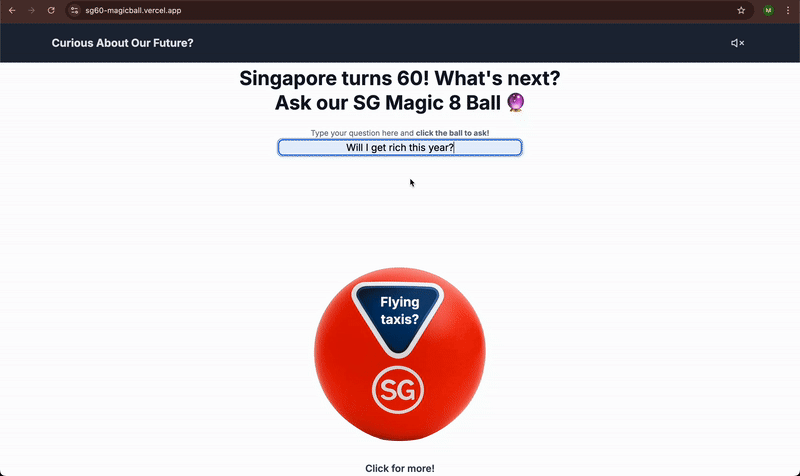 sg60-magicball.vercel.app
M
Curious About Our Future?
Singapore turns 60! What's next?
Ask our SG Magic 8 Ball 🔮
Type your question here and click the ball to ask!
Will I get rich this year?
Flying
taxis?
SG
Click for more!